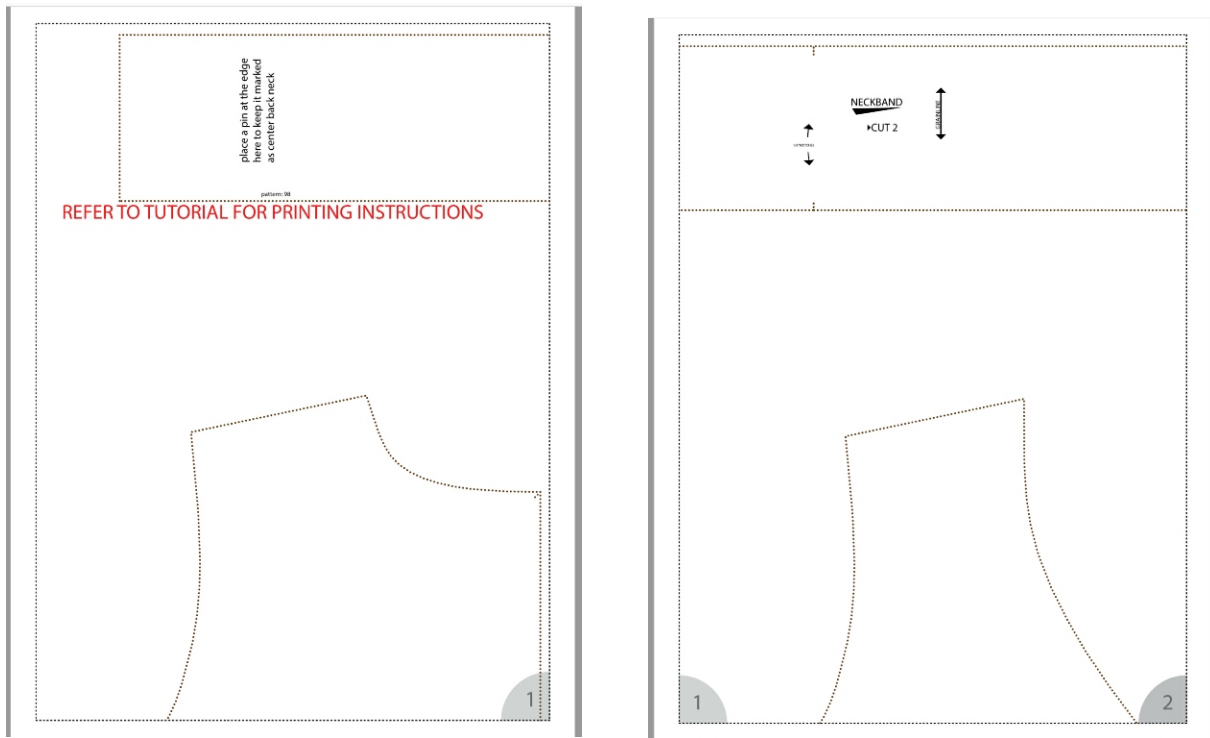 place a pin at the edge
here to keep it marked
as center back neck
pattern: 98
REFER TO TUTORIAL FOR PRINTING INSTRUCTIONS
1
NECKBAND
CUT 2
GRAINLINE
1
2